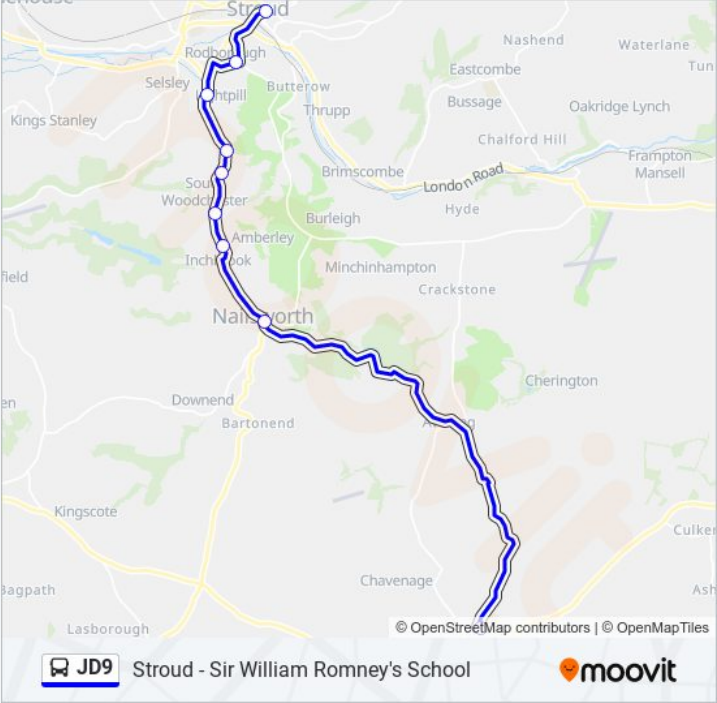 Stroud
Nashend
Waterlane
Rodborough
Eastcombe
Selsley
Butterow
Bussage
Oakridge Lynch
Thrupp
Kings Stanley
Chalford Hill
Frampton
Mansell
Brimscombe
London Road
Woodchester
Hyde
Burleigh
Amberley
Minchinhampton
Crackstone
Nailsworth
Cherington
Downend
Bartonend
Kingscote
Chavenage
Lasborough
© OpenStreetMap contributors | © OpenMapTiles
JD9 Stroud - Sir William Romney's School
moovit